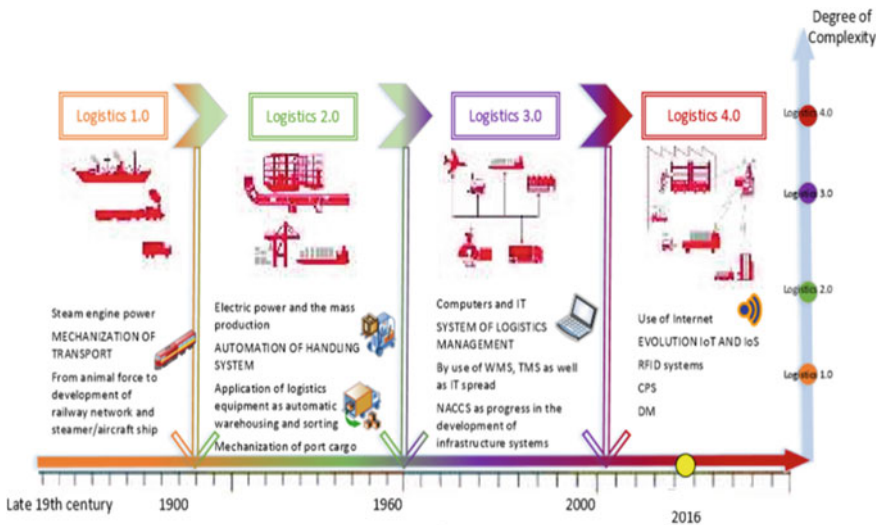 Degree of
Complexity
Logistics 1.0
Logistics 2.0
Logistics 3.0
Logistics 4.0
Logistics 4.0
Logistics 3.0
Logistics 2.0
Logistics 1.0
Steam engine power
MECHANIZATION OF
TRANSPORT
From animal force to
development of
railway network and
steamer/aircraft ship
Electric power and the mass
production
AUTOMATION OF HANDLING
SYSTEM
Application of logistics
equipment as automatic
warehousing and sorting
Mechanization of port cargo
Computers and IT
SYSTEM OF LOGISTICS
MANAGEMENT
By use of WMS, TMS as well
as IT spread
NACCS as progress in the
development of
infrastructure systems
Use of Internet
EVOLUTION IoT AND IoS
RFID systems
CPS
DM
Late 19th century
1900
1960
2000
2016